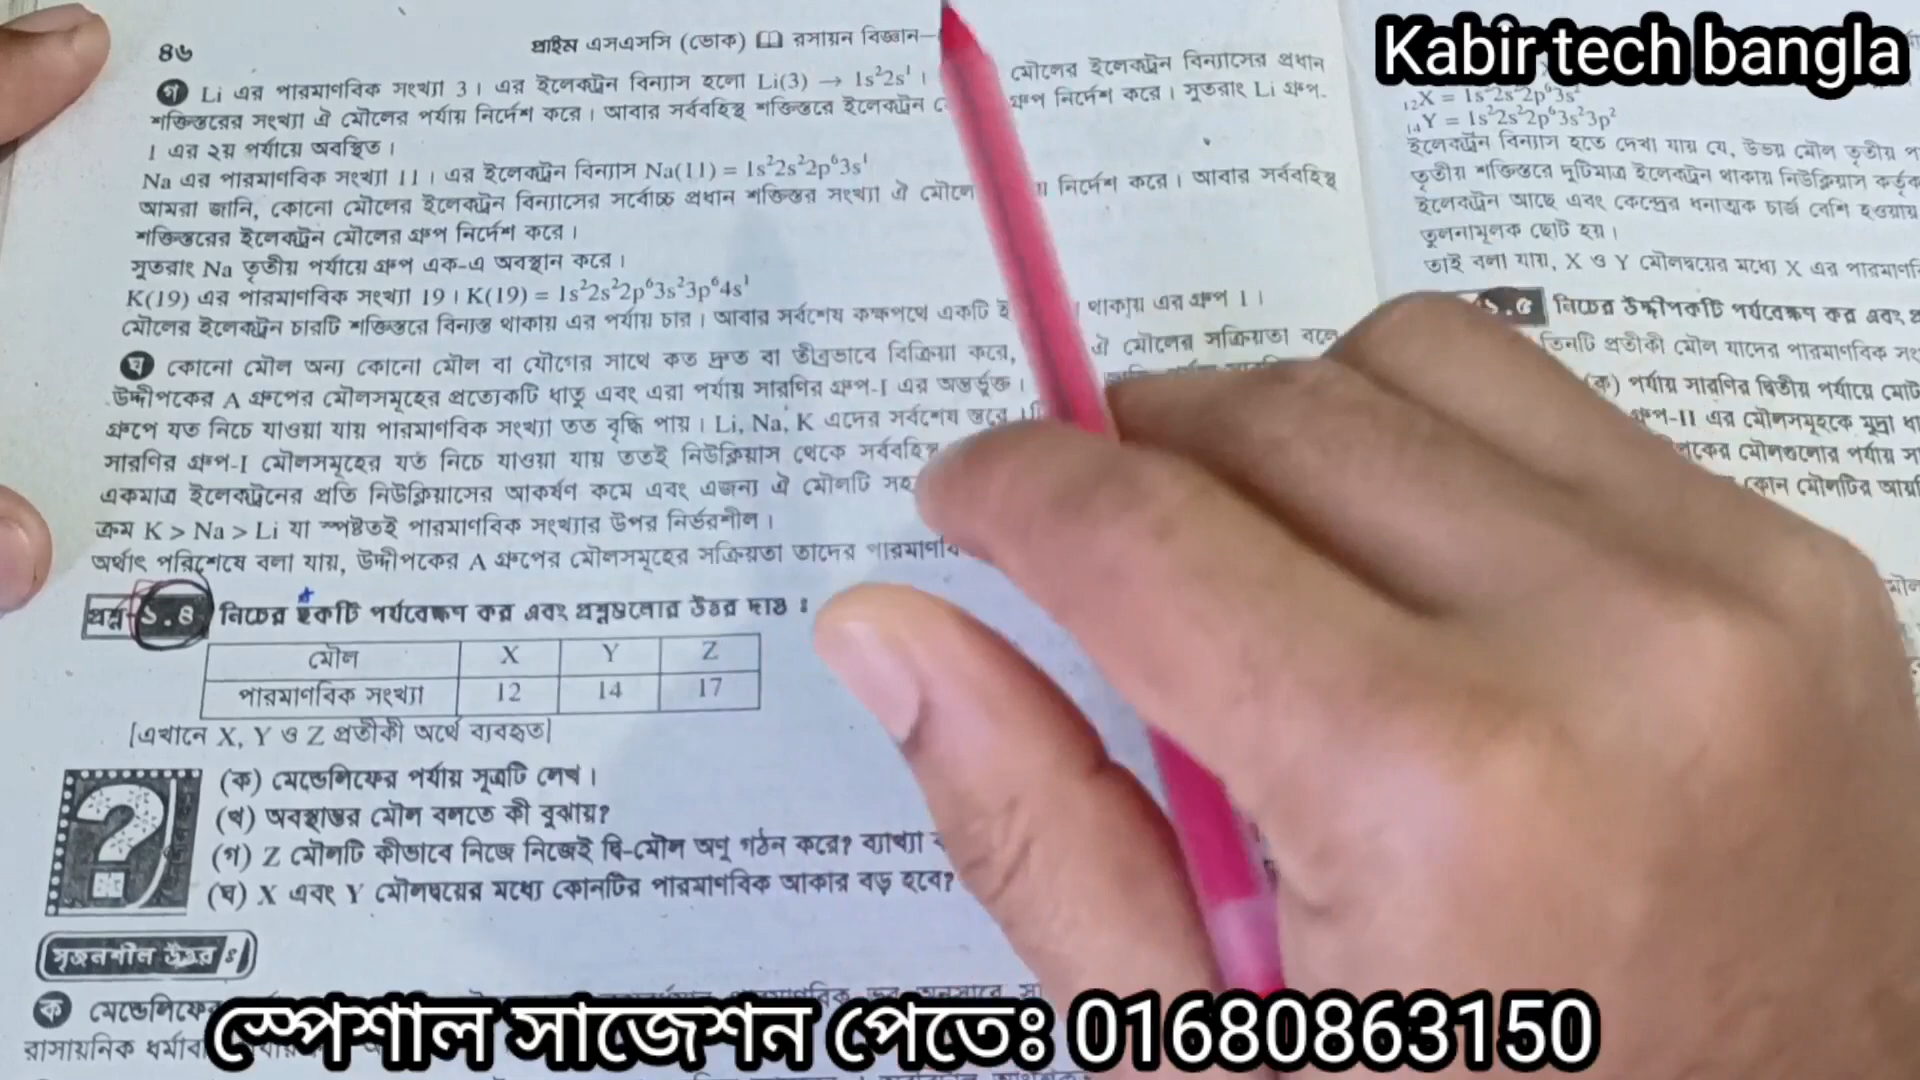 ৪৬
প্রাইম এসএসসি (ভোক) রসায়ন বিজ্ঞান–
Kabir tech bangla
গ Li এর পারমাণবিক সংখ্যা 3। এর ইলেকট্রন বিন্যাস হলো Li(3) → 1s²2s¹। মৌলের ইলেকট্রন বিন্যাসের প্রধান
শক্তিস্তরের সংখ্যা ঐ মৌলের পর্যায় নির্দেশ করে। আবার সর্ববহিঃস্থ শক্তিস্তরে ইলেকট্রন গ্রুপ নির্দেশ করে। সুতরাং Li গ্রুপ-
1 এর ২য় পর্যায়ে অবস্থিত।
Na এর পারমাণবিক সংখ্যা 11। এর ইলেকট্রন বিন্যাস Na(11) = 1s²2s²2p⁶3s¹
আমরা জানি, কোনো মৌলের ইলেকট্রন বিন্যাসের সর্বোচ্চ প্রধান শক্তিস্তর সংখ্যা ঐ নির্দেশ করে। আবার সর্ববহিঃস্থ
শক্তিস্তরের ইলেকট্রন মৌলের গ্রুপ নির্দেশ করে।
সুতরাং Na তৃতীয় পর্যায়ে গ্রুপ এক-এ অবস্থান করে।
K(19) এর পারমাণবিক সংখ্যা 19। K(19) = 1s²2s²2p⁶3s²3p⁶4s¹
মৌলের ইলেকট্রন চারটি শক্তিস্তরে বিন্যস্ত থাকায় এর পর্যায় চার। আবার সর্বশেষ কক্ষপথে একটি থাকায় এর গ্রুপ 1।
ঘ কোনো মৌল অন্য কোনো মৌল বা যৌগের সাথে কত দ্রুত বা তীব্রভাবে বিক্রিয়া করে, ঐ মৌলের সক্রিয়তা বলে
উদ্দীপকের A গ্রুপের মৌলসমূহের প্রত্যেকটি ধাতু এবং এরা পর্যায় সারণির গ্রুপ-I এর অন্তর্ভুক্ত।
গ্রুপে যত নিচে যাওয়া যায় পারমাণবিক সংখ্যা তত বৃদ্ধি পায়। Li, Na, K এদের সর্বশেষ স্তরে
সারণির গ্রুপ-I মৌলসমূহের যত নিচে যাওয়া যায় ততই নিউক্লিয়াস থেকে
একমাত্র ইলেকট্রনের প্রতি নিউক্লিয়াসের আকর্ষণ কমে এবং এজন্য ঐ মৌলটি
ক্রম K > Na > Li যা স্পষ্টতই পারমাণবিক সংখ্যার উপর নির্ভরশীল।
অর্থাৎ পরিশেষে বলা যায়, উদ্দীপকের A গ্রুপের মৌলসমূহের সক্রিয়তা তাদের
প্রশ্ন-১.৪ নিচের ছকটি পর্যবেক্ষণ কর এবং প্রশ্নগুলোর উত্তর দাও :
মৌল X Y Z
পারমাণবিক সংখ্যা 12 14 17
[এখানে X, Y ও Z প্রতীকী অর্থে ব্যবহৃত]
(ক) মেন্ডেলিফের পর্যায় সূত্রটি লেখ।
(খ) অবস্থান্তর মৌল বলতে কী বুঝায়?
(গ) Z মৌলটি কীভাবে নিজে নিজেই দ্বি-মৌল অণু গঠন করে? ব্যাখ্যা
(ঘ) X এবং Y মৌলদ্বয়ের মধ্যে কোনটির পারমাণবিক আকার বড় হবে?
সৃজনশীল উত্তর :
ক মেন্ডেলিফের
রাসায়নিক
₁₂X = 1s²2s²2p⁶3s²
₁₄Y = 1s²2s²2p⁶3s²3p²
ইলেকট্রন বিন্যাস হতে দেখা যায় যে, উভয় মৌল তৃতীয়
তৃতীয় শক্তিস্তরে দুটিমাত্র ইলেকট্রন থাকায় নিউক্লিয়াস কর্তৃক
ইলেকট্রন আছে এবং কেন্দ্রের ধনাত্মক চার্জ বেশি হওয়ায়
তুলনামূলক ছোট হয়।
তাই বলা যায়, X ও Y মৌলদ্বয়ের মধ্যে X এর
নিচের উদ্দীপকটি পর্যবেক্ষণ কর এবং
তিনটি প্রতীকী মৌল যাদের পারমাণবিক
(ক) পর্যায় সারণির দ্বিতীয় পর্যায়ে
গ্রুপ-II এর মৌলসমূহকে মুদ্রা
মৌলগুলোর পর্যায়
কোন মৌলটির
স্পেশাল সাজেশন পেতেঃ 01680863150